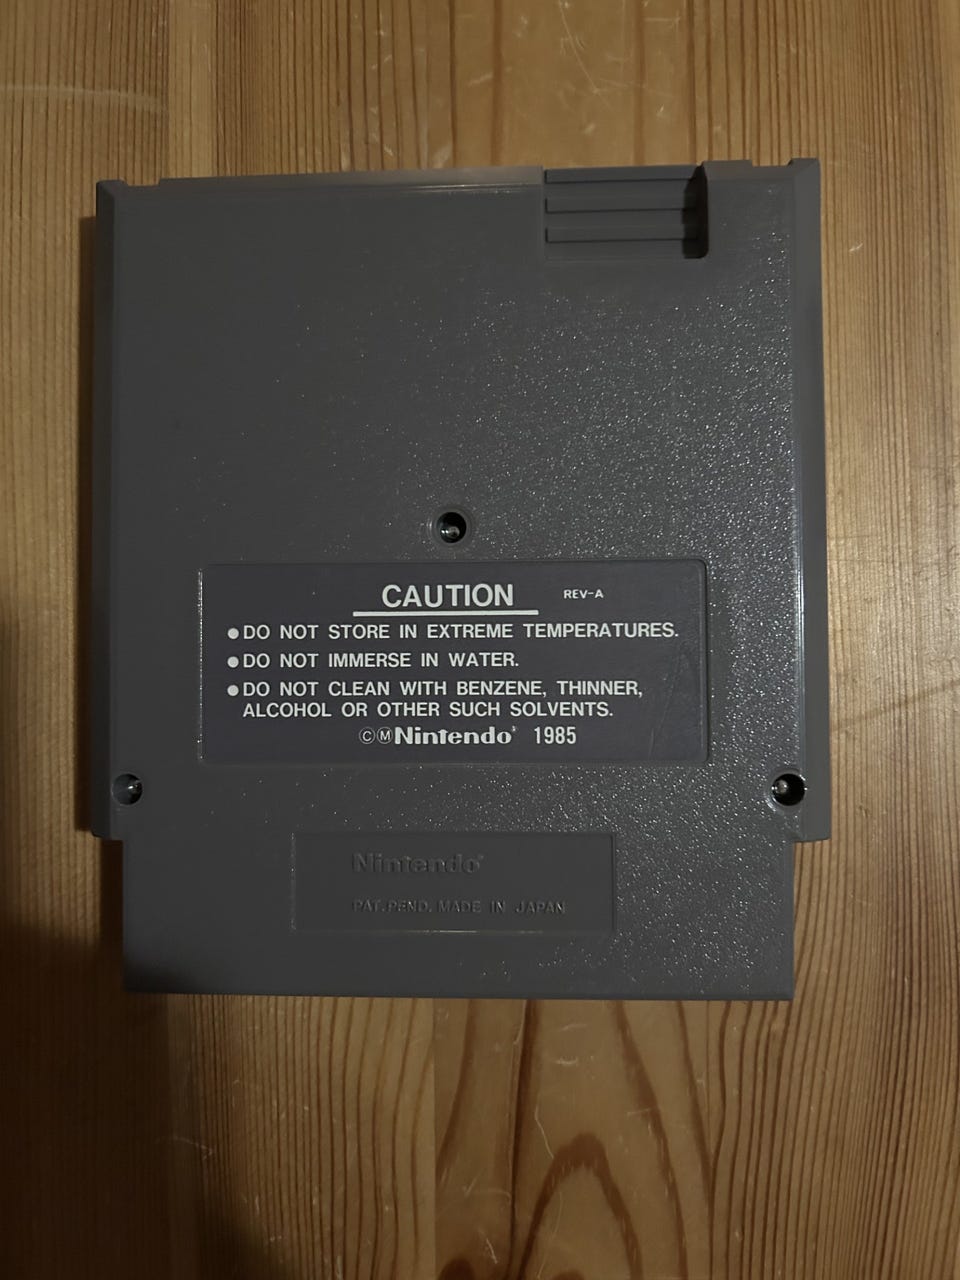 CAUTION REV-A
●DO NOT STORE IN EXTREME TEMPERATURES.
●DO NOT IMMERSE IN WATER.
●DO NOT CLEAN WITH BENZENE, THINNER,
ALCOHOL OR OTHER SUCH SOLVENTS.
ⒸⓂNintendo® 1985
Nintendo®
PAT.PEND. MADE IN JAPAN